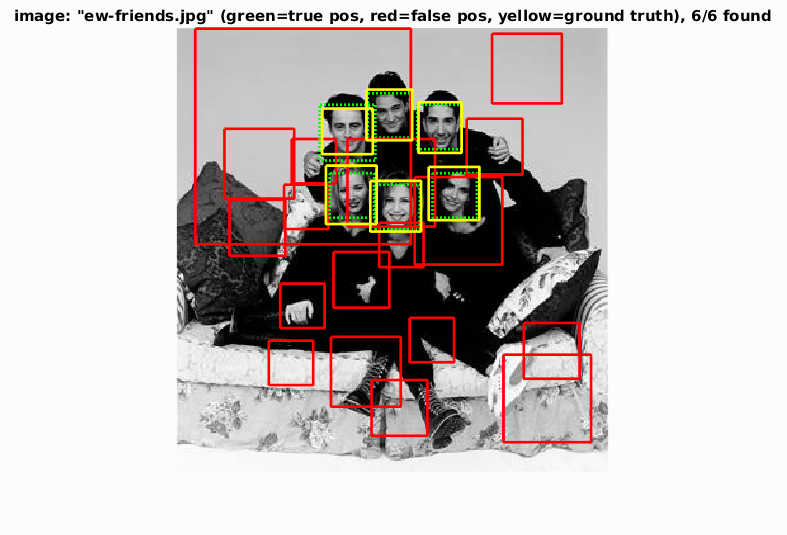 image: "ew-friends.jpg" (green=true pos, red=false pos, yellow=ground truth), 6/6 found